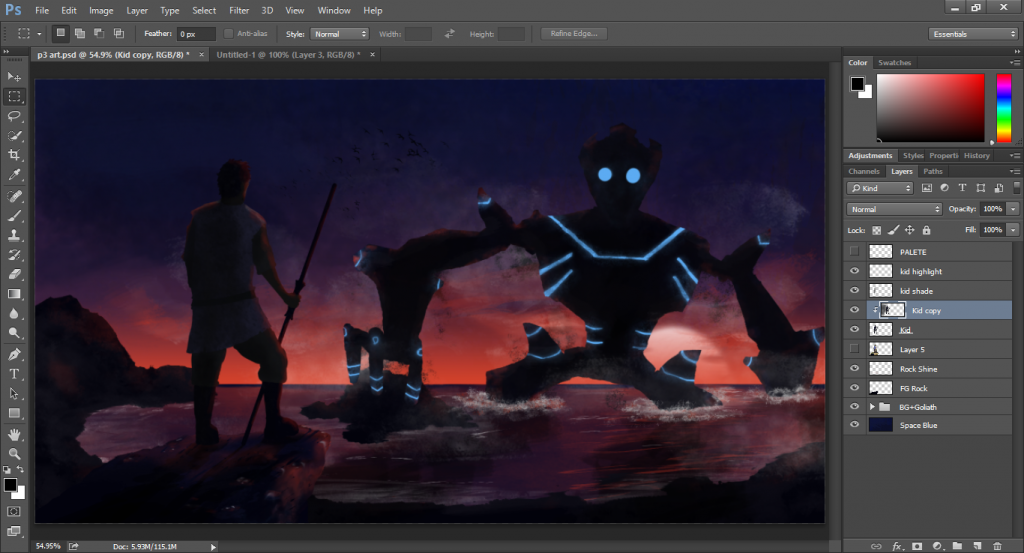 Ps File Edit Image Layer Type Select Filter 3D View Window Help
Feather: 0 px Anti-alias Style: Normal Width: Height: Refine Edge... Essentials
p3 art.psd @ 54.9% (Kid copy, RGB/8) * × Untitled-1 @ 100% (Layer 3, RGB/8) * ×
Color Swatches
Adjustments Styles Properti History
Channels Layers Paths
Kind
Normal Opacity: 100%
Lock: Fill: 100%
PALETE
kid highlight
kid shade
Kid copy
Kid
Layer 5
Rock Shine
FG Rock
BG+Goliath
Space Blue
54.95% Doc: 5.93M/115.1M